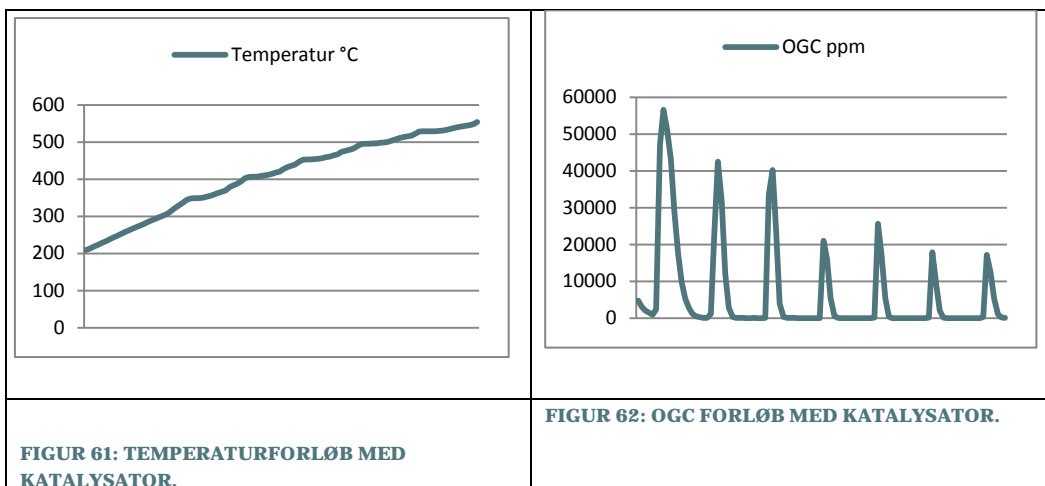 Temperatur °C
600
500
400
300
200
100
0
FIGUR 61: TEMPERATURFORLØB MED
KATALYSATOR.
OGC ppm
60000
50000
40000
30000
20000
10000
0
FIGUR 62: OGC FORLØB MED KATALYSATOR.